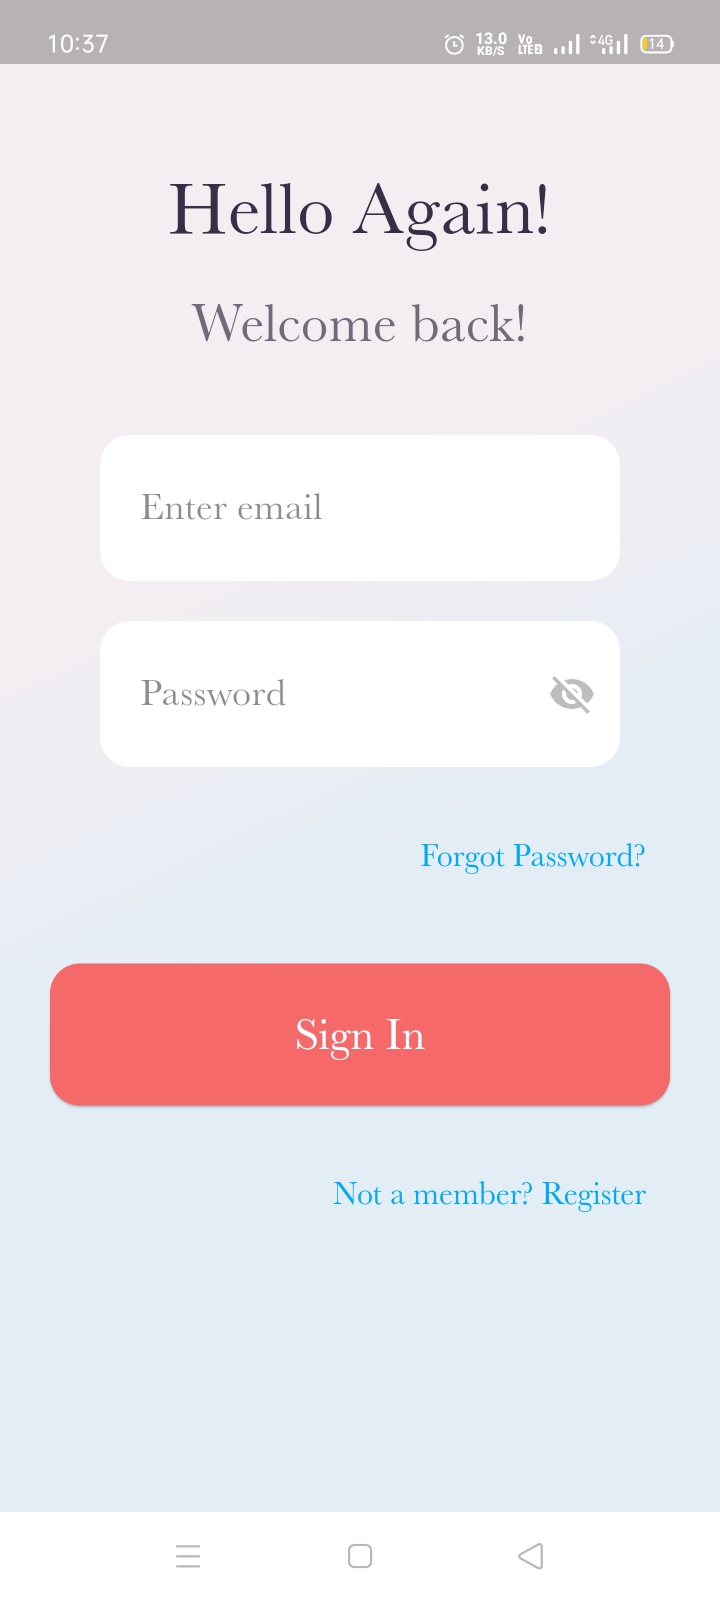 10:37 13.0 KB/S Vo LTE2 4G 14
Hello Again!
Welcome back!
Enter email
Password
Forgot Password?
Sign In
Not a member? Register